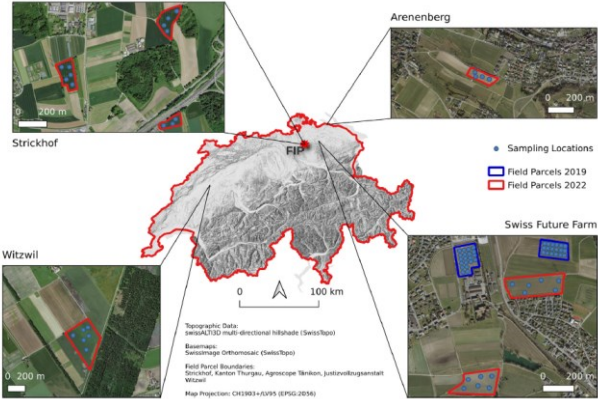 Arenenberg
0 200 m
0 200 m
Strickhof
FIP
Sampling Locations
Field Parcels 2019
Field Parcels 2022
Swiss Future Farm
Witzwil
0 100 km
Topographic Data:
swissALTI3D multi-directional hillshade (SwissTopo)
Basemaps:
SwissImage Orthomosaic (SwissTopo)
Field Parcel Boundaries:
Strickhof, Kanton Thurgau, Agroscope Tänikon, Justizvollzugsanstalt
Witzwil
Map Projection: CH1903+/LV95 (EPSG:2056)
0 200 m
0 200 m